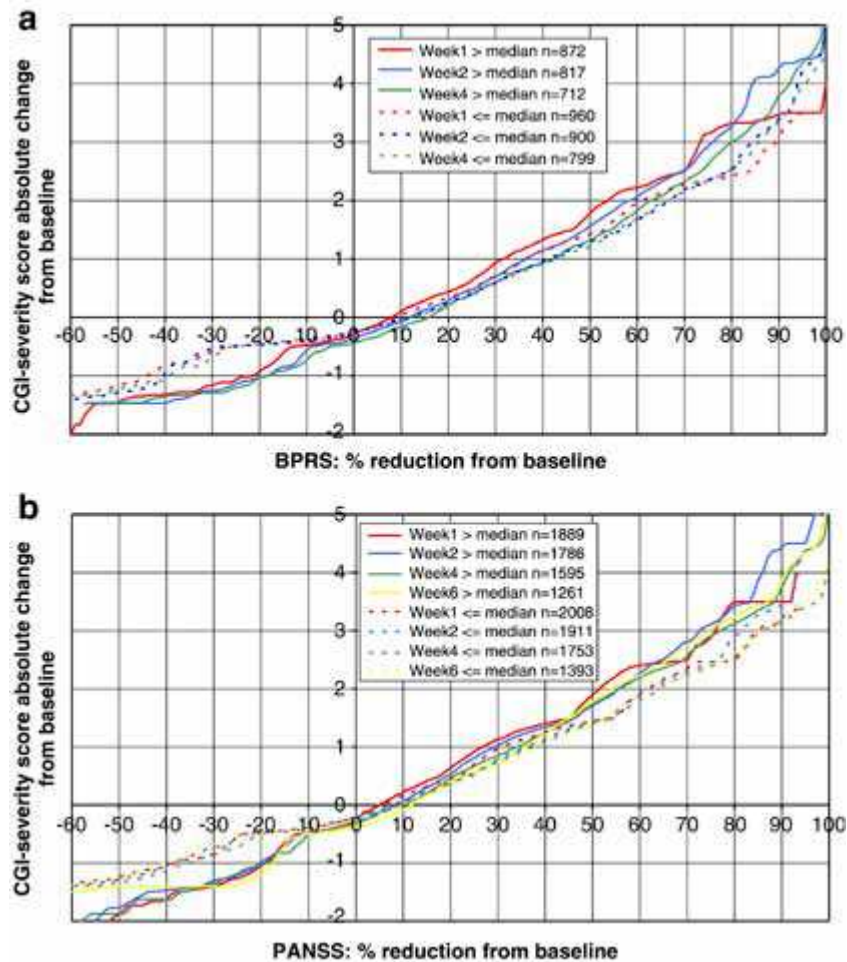 a
5
4
3
2
1
0
-1
-2
-60 -50 -40 -30 -20 -10 0 10 20 30 40 50 60 70 80 90 100
Week1 > median n=872
Week2 > median n=817
Week4 > median n=712
Week1 <= median n=960
Week2 <= median n=900
Week4 <= median n=799
CGI-severity score absolute change
from baseline
BPRS: % reduction from baseline
b
5
4
3
2
1
0
-1
-2
-60 -50 -40 -30 -20 -10 0 10 20 30 40 50 60 70 80 90 100
Week1 > median n=1889
Week2 > median n=1786
Week4 > median n=1595
Week6 > median n=1261
Week1 <= median n=2008
Week2 <= median n=1911
Week4 <= median n=1753
Week6 <= median n=1393
CGI-severity score absolute change
from baseline
PANSS: % reduction from baseline